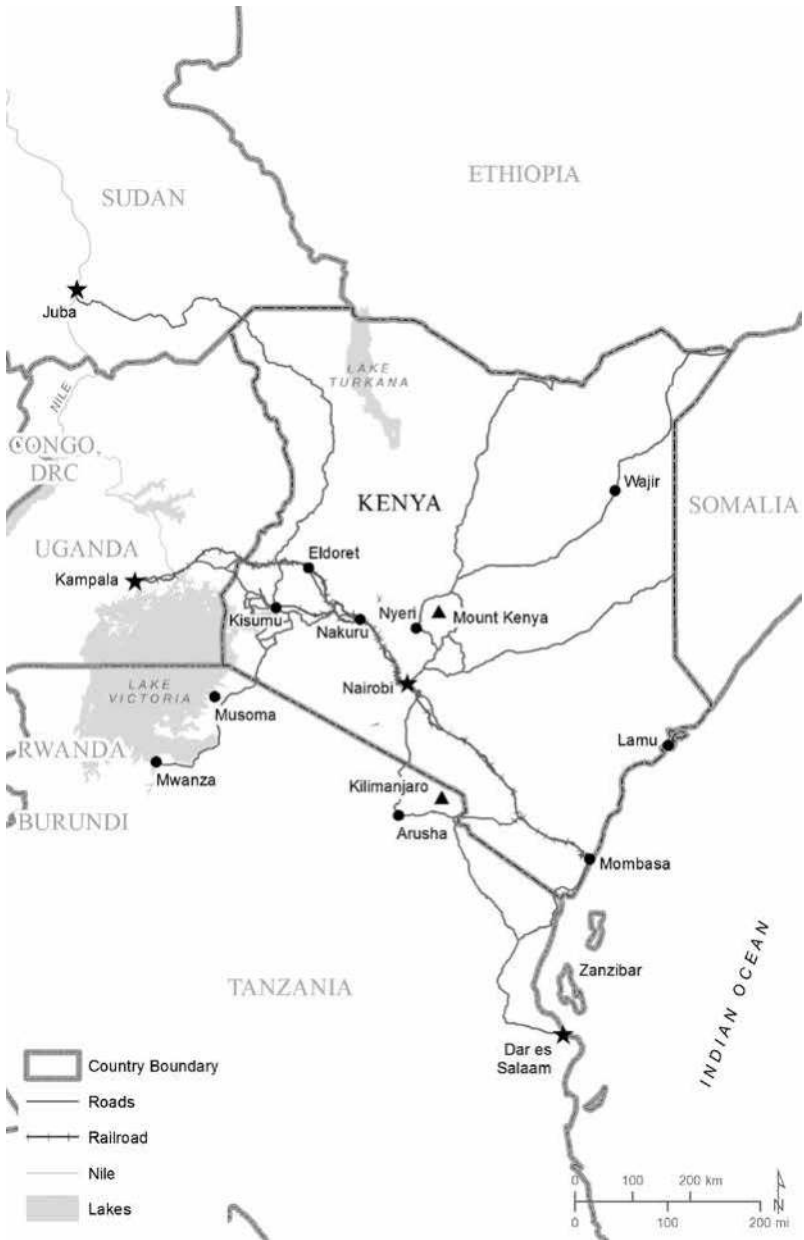 ETHIOPIA
SUDAN
Juba
LAKE
TURKANA
NILE
CONGO,
DRC
Wajir
KENYA
SOMALIA
UGANDA
Eldoret
Kampala
Kisumu
Nakuru
Nyeri
Mount Kenya
LAKE
VICTORIA
Nairobi
Musoma
RWANDA
Lamu
Mwanza
Kilimanjaro
BURUNDI
Arusha
Mombasa
Zanzibar
TANZANIA
INDIAN OCEAN
Dar es
Salaam
Country Boundary
Roads
Railroad
Nile
Lakes
0 100 200 km
N
0 100 200 mi